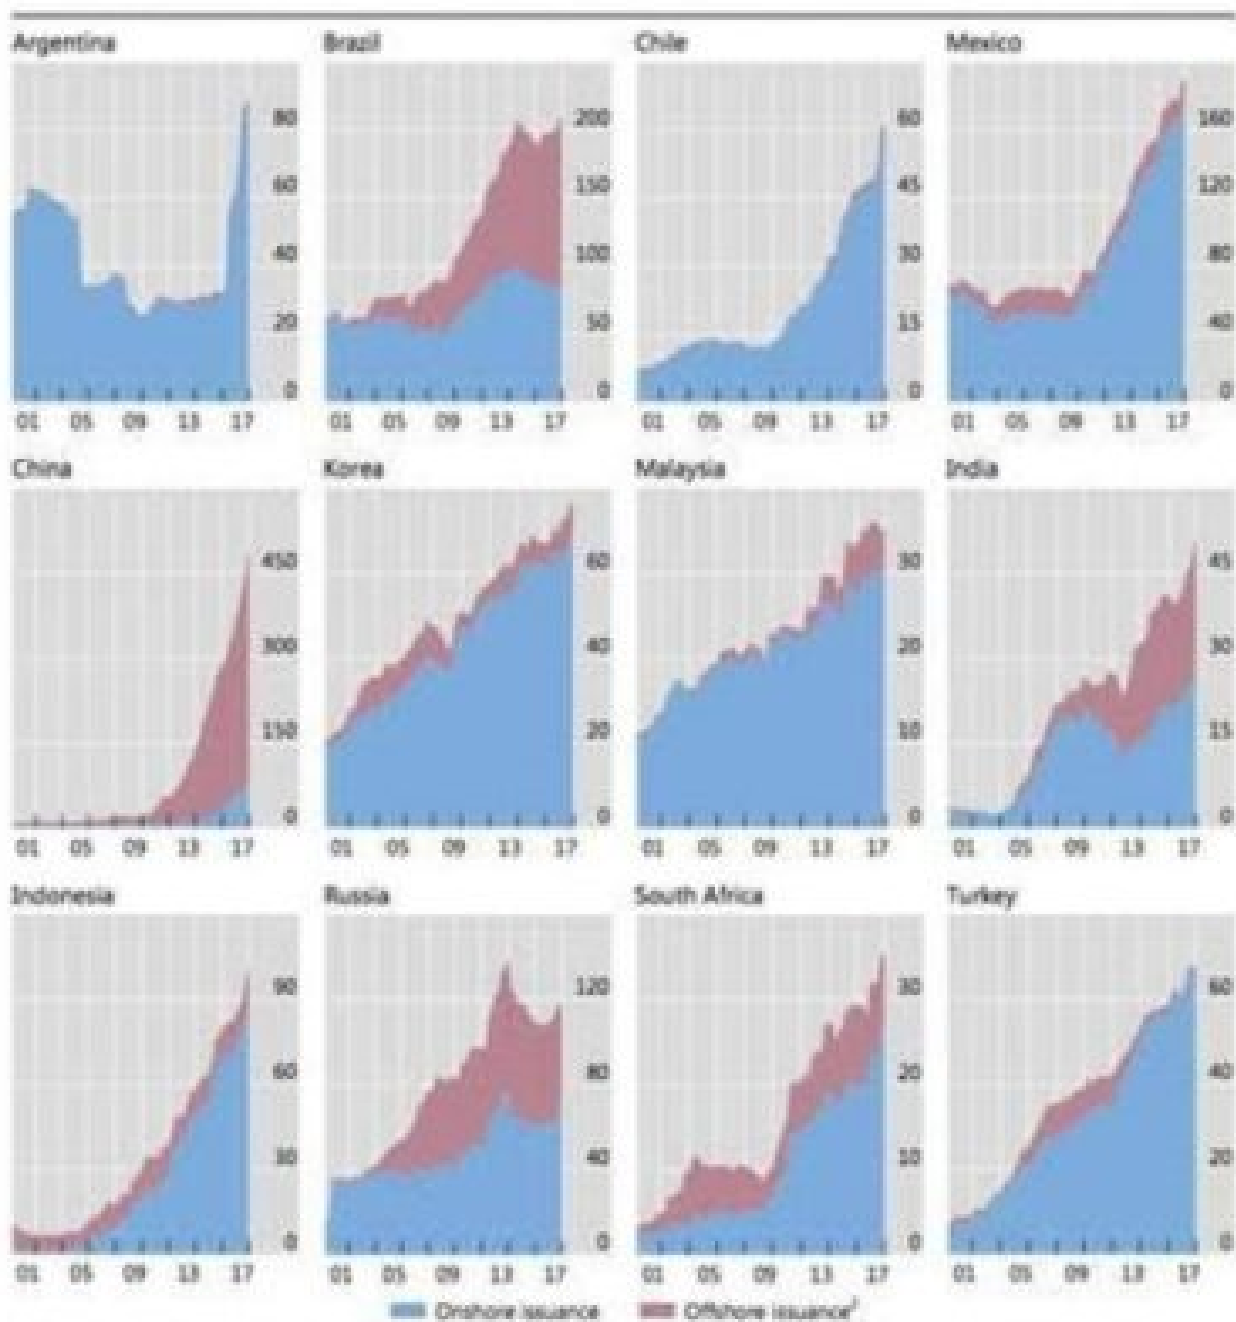 Argentina Brazil Chile Mexico
80 200 60 160
60 150 45 120
40 100 30 80
20 50 15 40
0 0 0 0
01 05 09 13 17 01 05 09 13 17 01 05 09 13 17 01 05 09 13 17
China Korea Malaysia India
450 60 30 45
300 40 20 30
150 20 10 15
0 0 0 0
01 05 09 13 17 01 05 09 13 17 01 05 09 13 17 01 05 09 13 17
Indonesia Russia South Africa Turkey
90 120 30 60
60 80 20 40
30 40 10 20
0 0 0 0
01 05 09 13 17 01 05 09 13 17 01 05 09 13 17 01 05 09 13 17
Onshore issuance Offshore issuance²